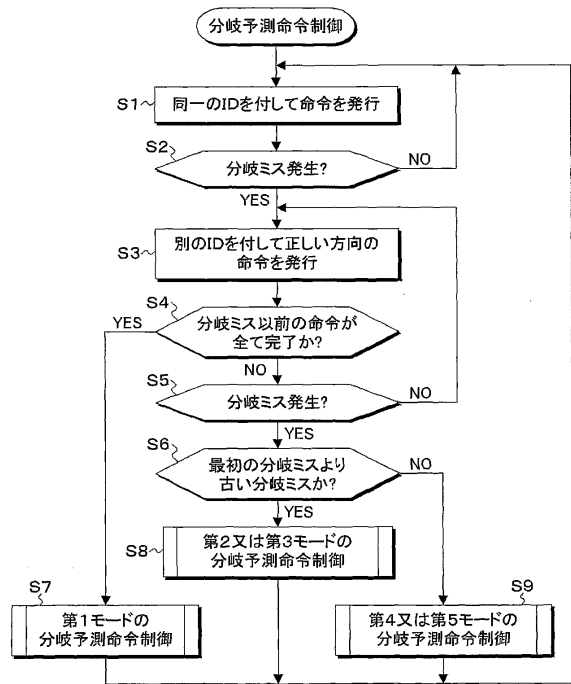 分岐予測命令制御
S1
同一のIDを付して命令を発行
S2
分岐ミス発生?
NO
YES
S3
別のIDを付して正しい方向の
命令を発行
S4
YES
分岐ミス以前の命令が
全て完了か?
NO
S5
分岐ミス発生?
NO
YES
S6
最初の分岐ミスより
古い分岐ミスか?
NO
YES
S8
第2又は第3モードの
分岐予測命令制御
S7
第1モードの
分岐予測命令制御
S9
第4又は第5モードの
分岐予測命令制御